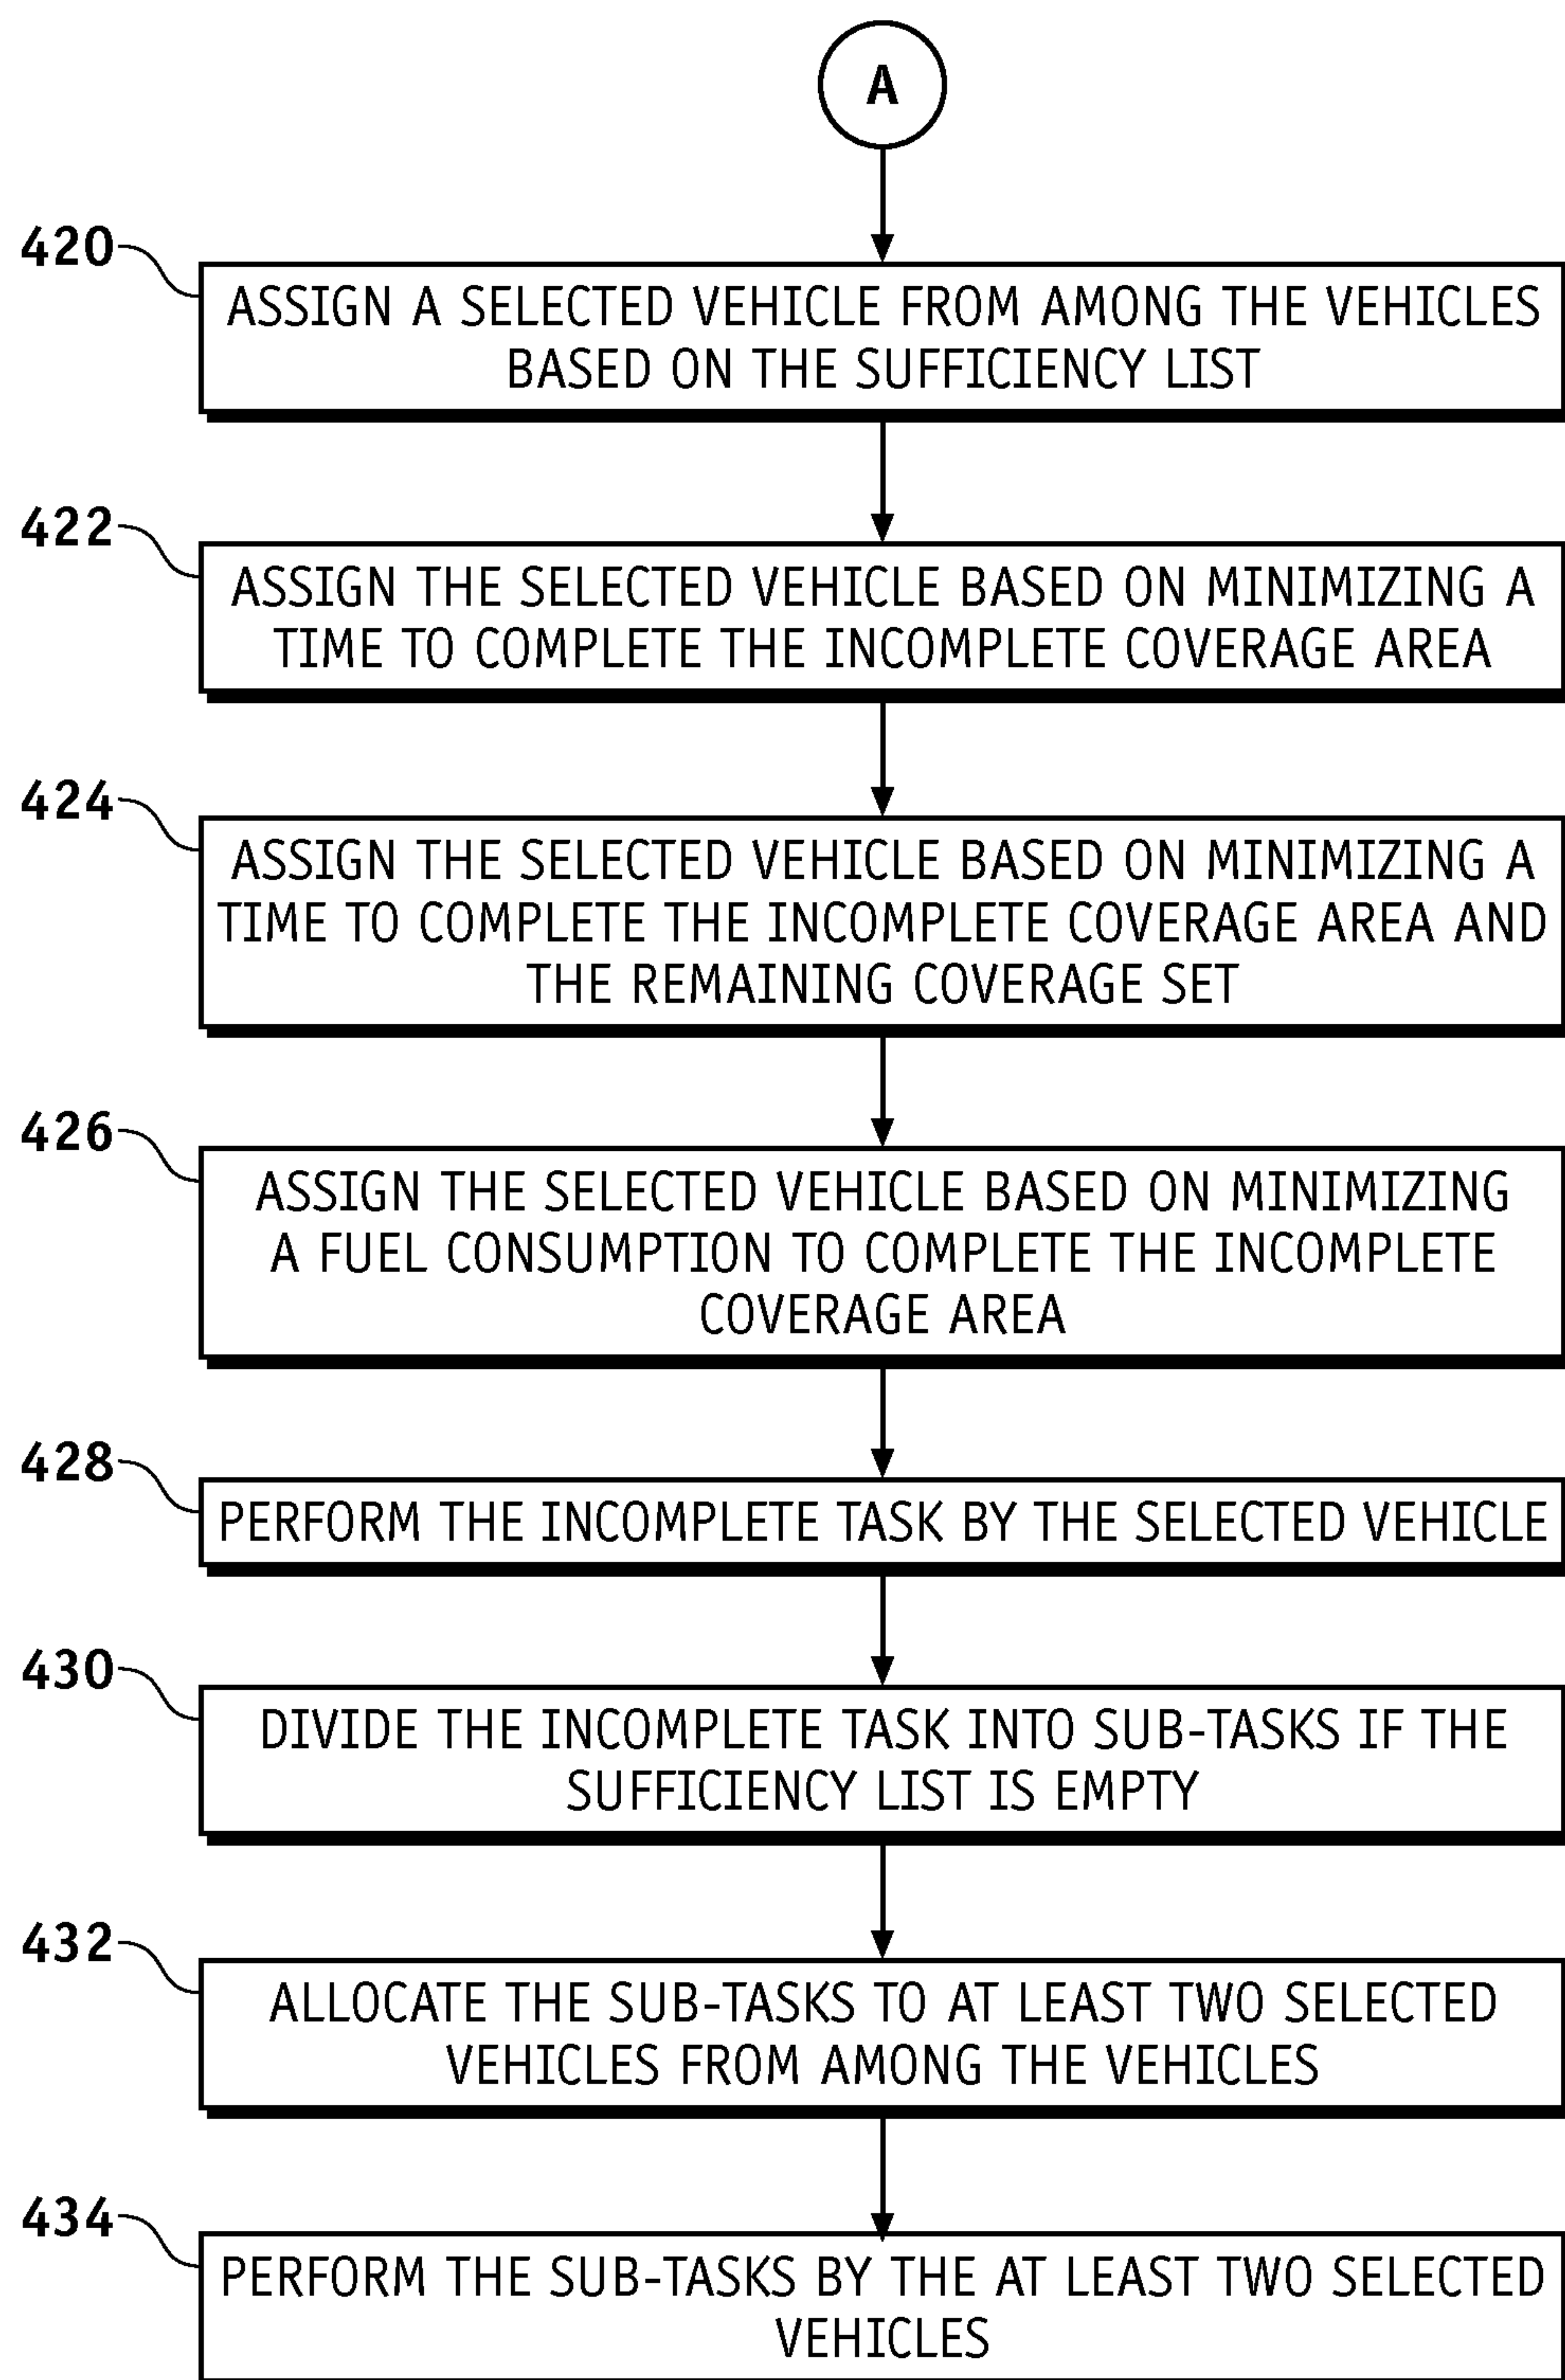 A
420
ASSIGN A SELECTED VEHICLE FROM AMONG THE VEHICLES
BASED ON THE SUFFICIENCY LIST
422
ASSIGN THE SELECTED VEHICLE BASED ON MINIMIZING A
TIME TO COMPLETE THE INCOMPLETE COVERAGE AREA
424
ASSIGN THE SELECTED VEHICLE BASED ON MINIMIZING A
TIME TO COMPLETE THE INCOMPLETE COVERAGE AREA AND
THE REMAINING COVERAGE SET
426
ASSIGN THE SELECTED VEHICLE BASED ON MINIMIZING
A FUEL CONSUMPTION TO COMPLETE THE INCOMPLETE
COVERAGE AREA
428
PERFORM THE INCOMPLETE TASK BY THE SELECTED VEHICLE
430
DIVIDE THE INCOMPLETE TASK INTO SUB-TASKS IF THE
SUFFICIENCY LIST IS EMPTY
432
ALLOCATE THE SUB-TASKS TO AT LEAST TWO SELECTED
VEHICLES FROM AMONG THE VEHICLES
434
PERFORM THE SUB-TASKS BY THE AT LEAST TWO SELECTED
VEHICLES